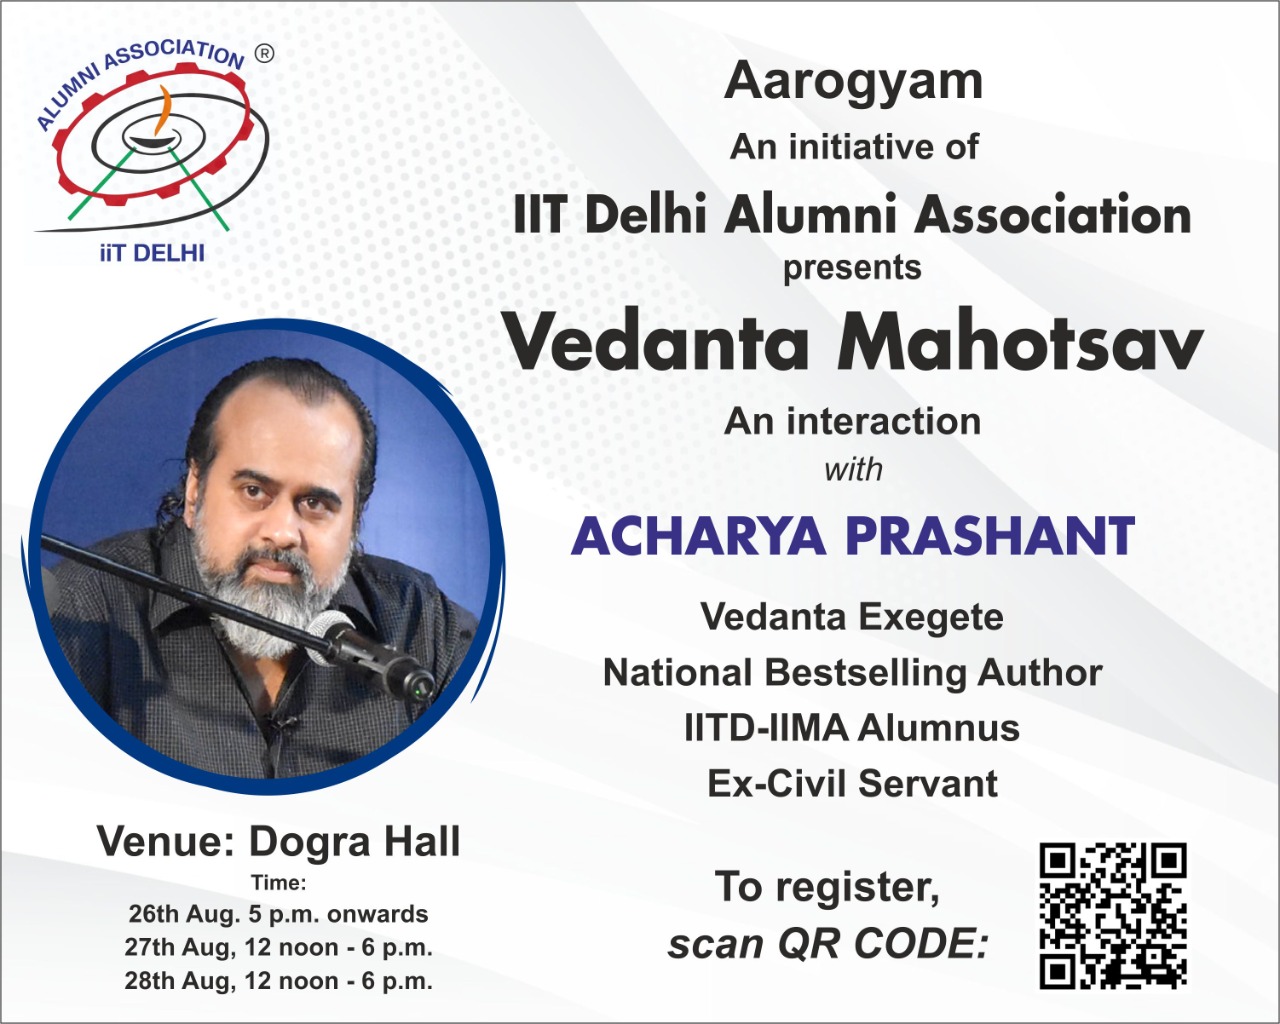 ALUMNI ASSOCIATION ®
iiT DELHI
Aarogyam
An initiative of
IIT Delhi Alumni Association
presents
Vedanta Mahotsav
An interaction
with
ACHARYA PRASHANT
Vedanta Exegete
National Bestselling Author
IITD-IIMA Alumnus
Ex-Civil Servant
Venue: Dogra Hall
Time:
26th Aug. 5 p.m. onwards
27th Aug, 12 noon - 6 p.m.
28th Aug, 12 noon - 6 p.m.
To register,
scan QR CODE: